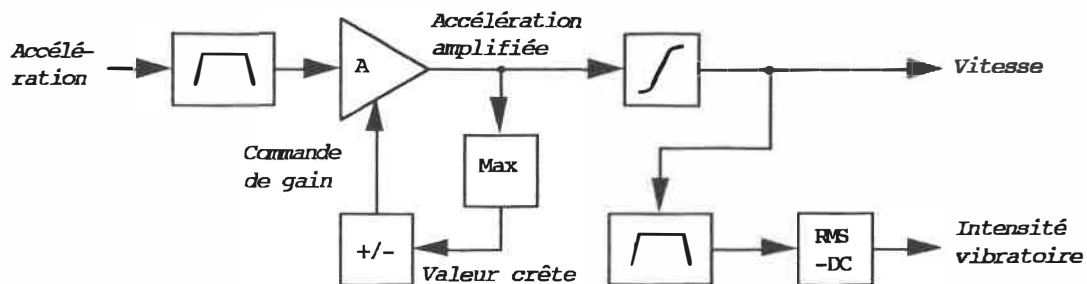 Accélé-
ration
A
Accélération
amplifiée
Vitesse
Commande
de gain
Max
+/-
Valeur crête
RMS
-DC
Intensité
vibratoire